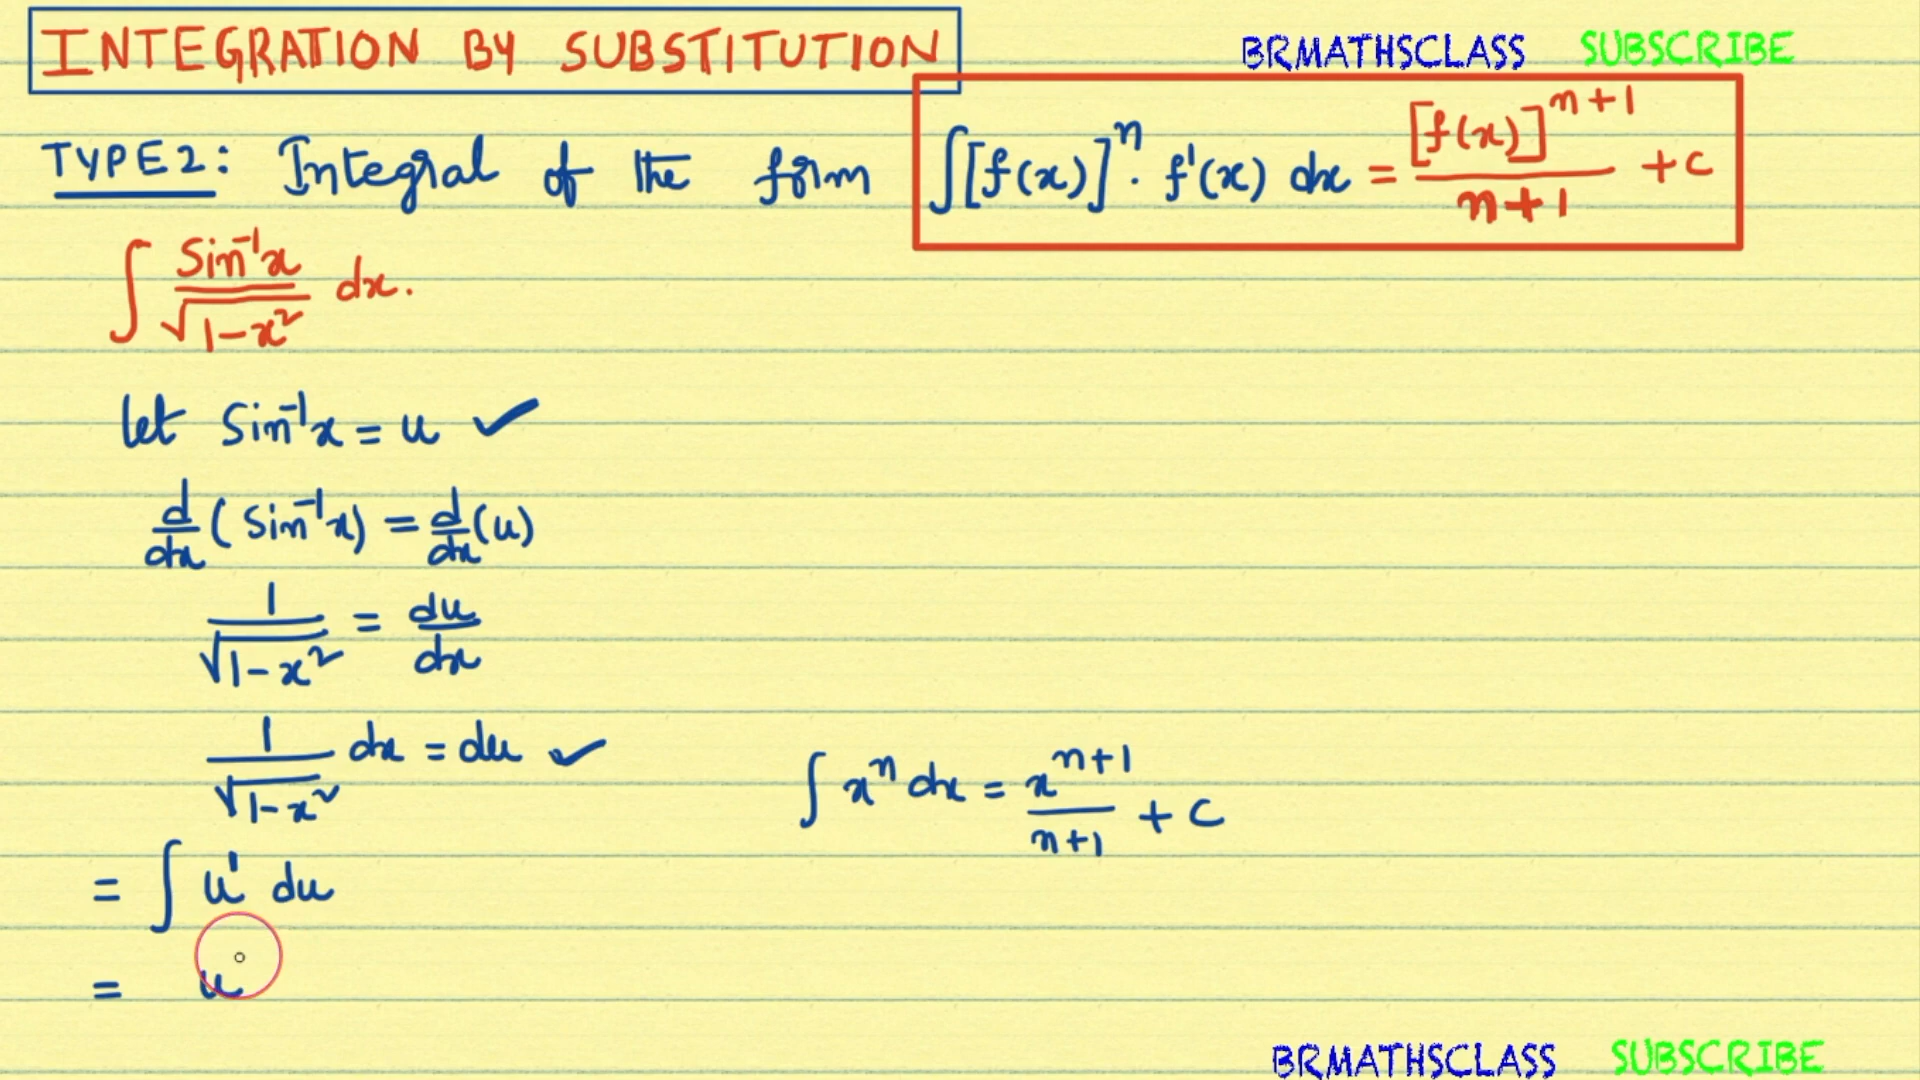 INTEGRATION BY SUBSTITUTION
BRMATHSCLASS SUBSCRIBE
TYPE 2: Integral of the form ∫[f(x)]ⁿ · f'(x) dx = [f(x)]ⁿ⁺¹/(n+1) + c
∫ Sin⁻¹x/√(1-x²) dx.
let Sin⁻¹x = u ✓
d/dx (Sin⁻¹x) = d/dx (u)
1/√(1-x²) = du/dx
1/√(1-x²) dx = du ✓
∫ xⁿ dx = xⁿ⁺¹/(n+1) + c
= ∫ u¹ du
= u
BRMATHSCLASS SUBSCRIBE